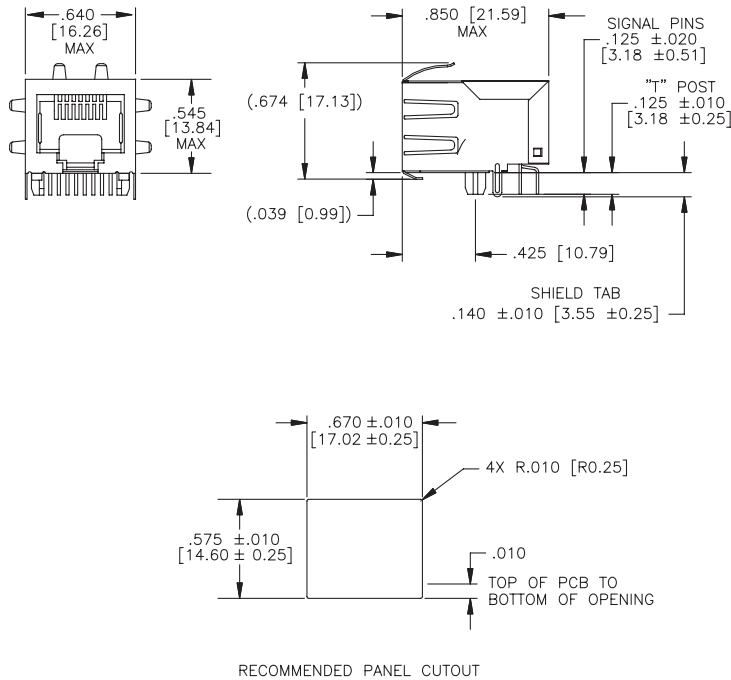 .640
[16.26]
MAX
.545
[13.84]
MAX
.850 [21.59]
MAX
(.674 [17.13])
(.039 [0.99])
SIGNAL PINS
.125 ±.020
[3.18 ±0.51]
"T" POST
.125 ±.010
[3.18 ±0.25]
.425 [10.79]
SHIELD TAB
.140 ±.010 [3.55 ±0.25]
.670 ±.010
[17.02 ±0.25]
4X R.010 [R0.25]
.575 ±.010
[14.60 ± 0.25]
.010
TOP OF PCB TO
BOTTOM OF OPENING
RECOMMENDED PANEL CUTOUT